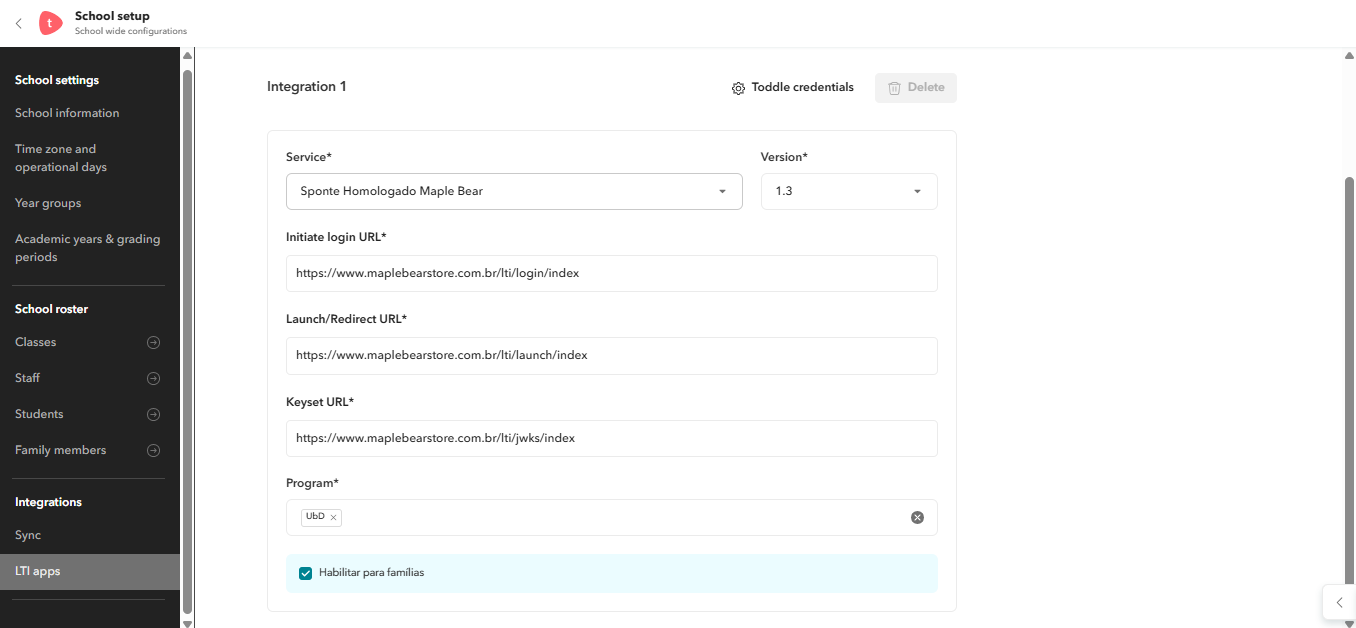 School setup
School wide configurations
School settings
School information
Time zone and
operational days
Year groups
Academic years & grading
periods
School roster
Classes
Staff
Students
Family members
Integrations
Sync
LTI apps
Integration 1
Toddle credentials
Delete
Service*
Version*
Sponte Homologado Maple Bear
1.3
Initiate login URL*
https://www.maplebearstore.com.br/lti/login/index
Launch/Redirect URL*
https://www.maplebearstore.com.br/lti/launch/index
Keyset URL*
https://www.maplebearstore.com.br/lti/jwks/index
Program*
UbD
Habilitar para famílias